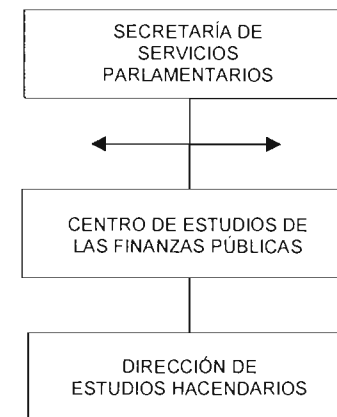 SECRETARÍA DE
SERVICIOS
PARLAMENTARIOS
CENTRO DE ESTUDIOS DE
LAS FINANZAS PÚBLICAS
DIRECCIÓN DE
ESTUDIOS HACENDARIOS